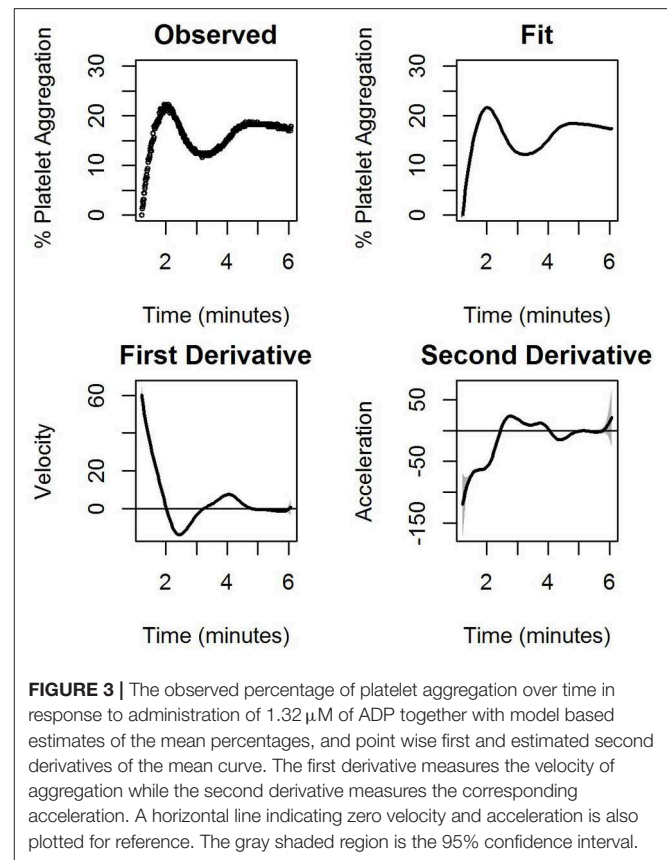 Observed
Fit
% Platelet Aggregation
0 10 20 30
2 4 6
Time (minutes)
% Platelet Aggregation
0 10 20 30
2 4 6
Time (minutes)
First Derivative
Second Derivative
Velocity
0 20 60
2 4 6
Time (minutes)
Acceleration
-150 -50 50
2 4 6
Time (minutes)
FIGURE 3 | The observed percentage of platelet aggregation over time in
response to administration of 1.32 μM of ADP together with model based
estimates of the mean percentages, and point wise first and estimated second
derivatives of the mean curve. The first derivative measures the velocity of
aggregation while the second derivative measures the corresponding
acceleration. A horizontal line indicating zero velocity and acceleration is also
plotted for reference. The gray shaded region is the 95% confidence interval.